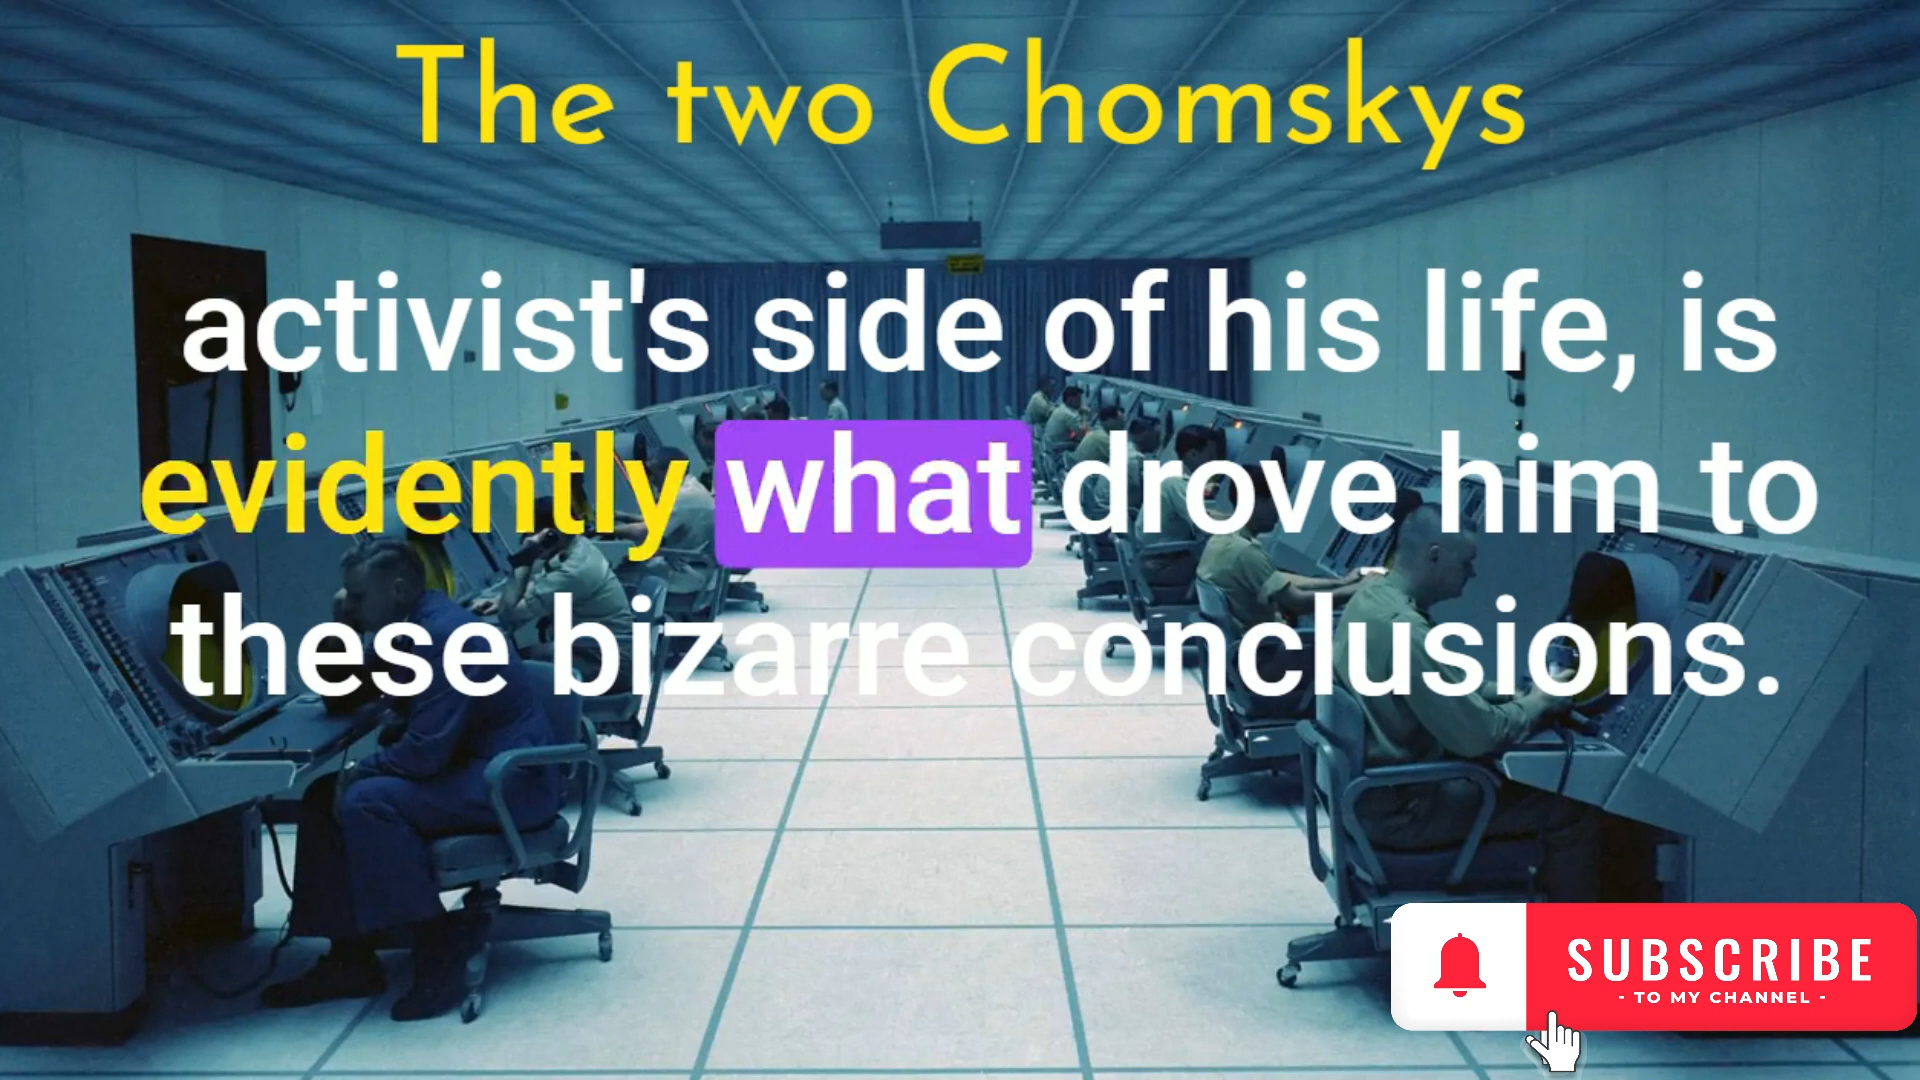 The two Chomskys
activist's side of his life, is
evidently what drove him to
these bizarre conclusions.
SUBSCRIBE
- TO MY CHANNEL -